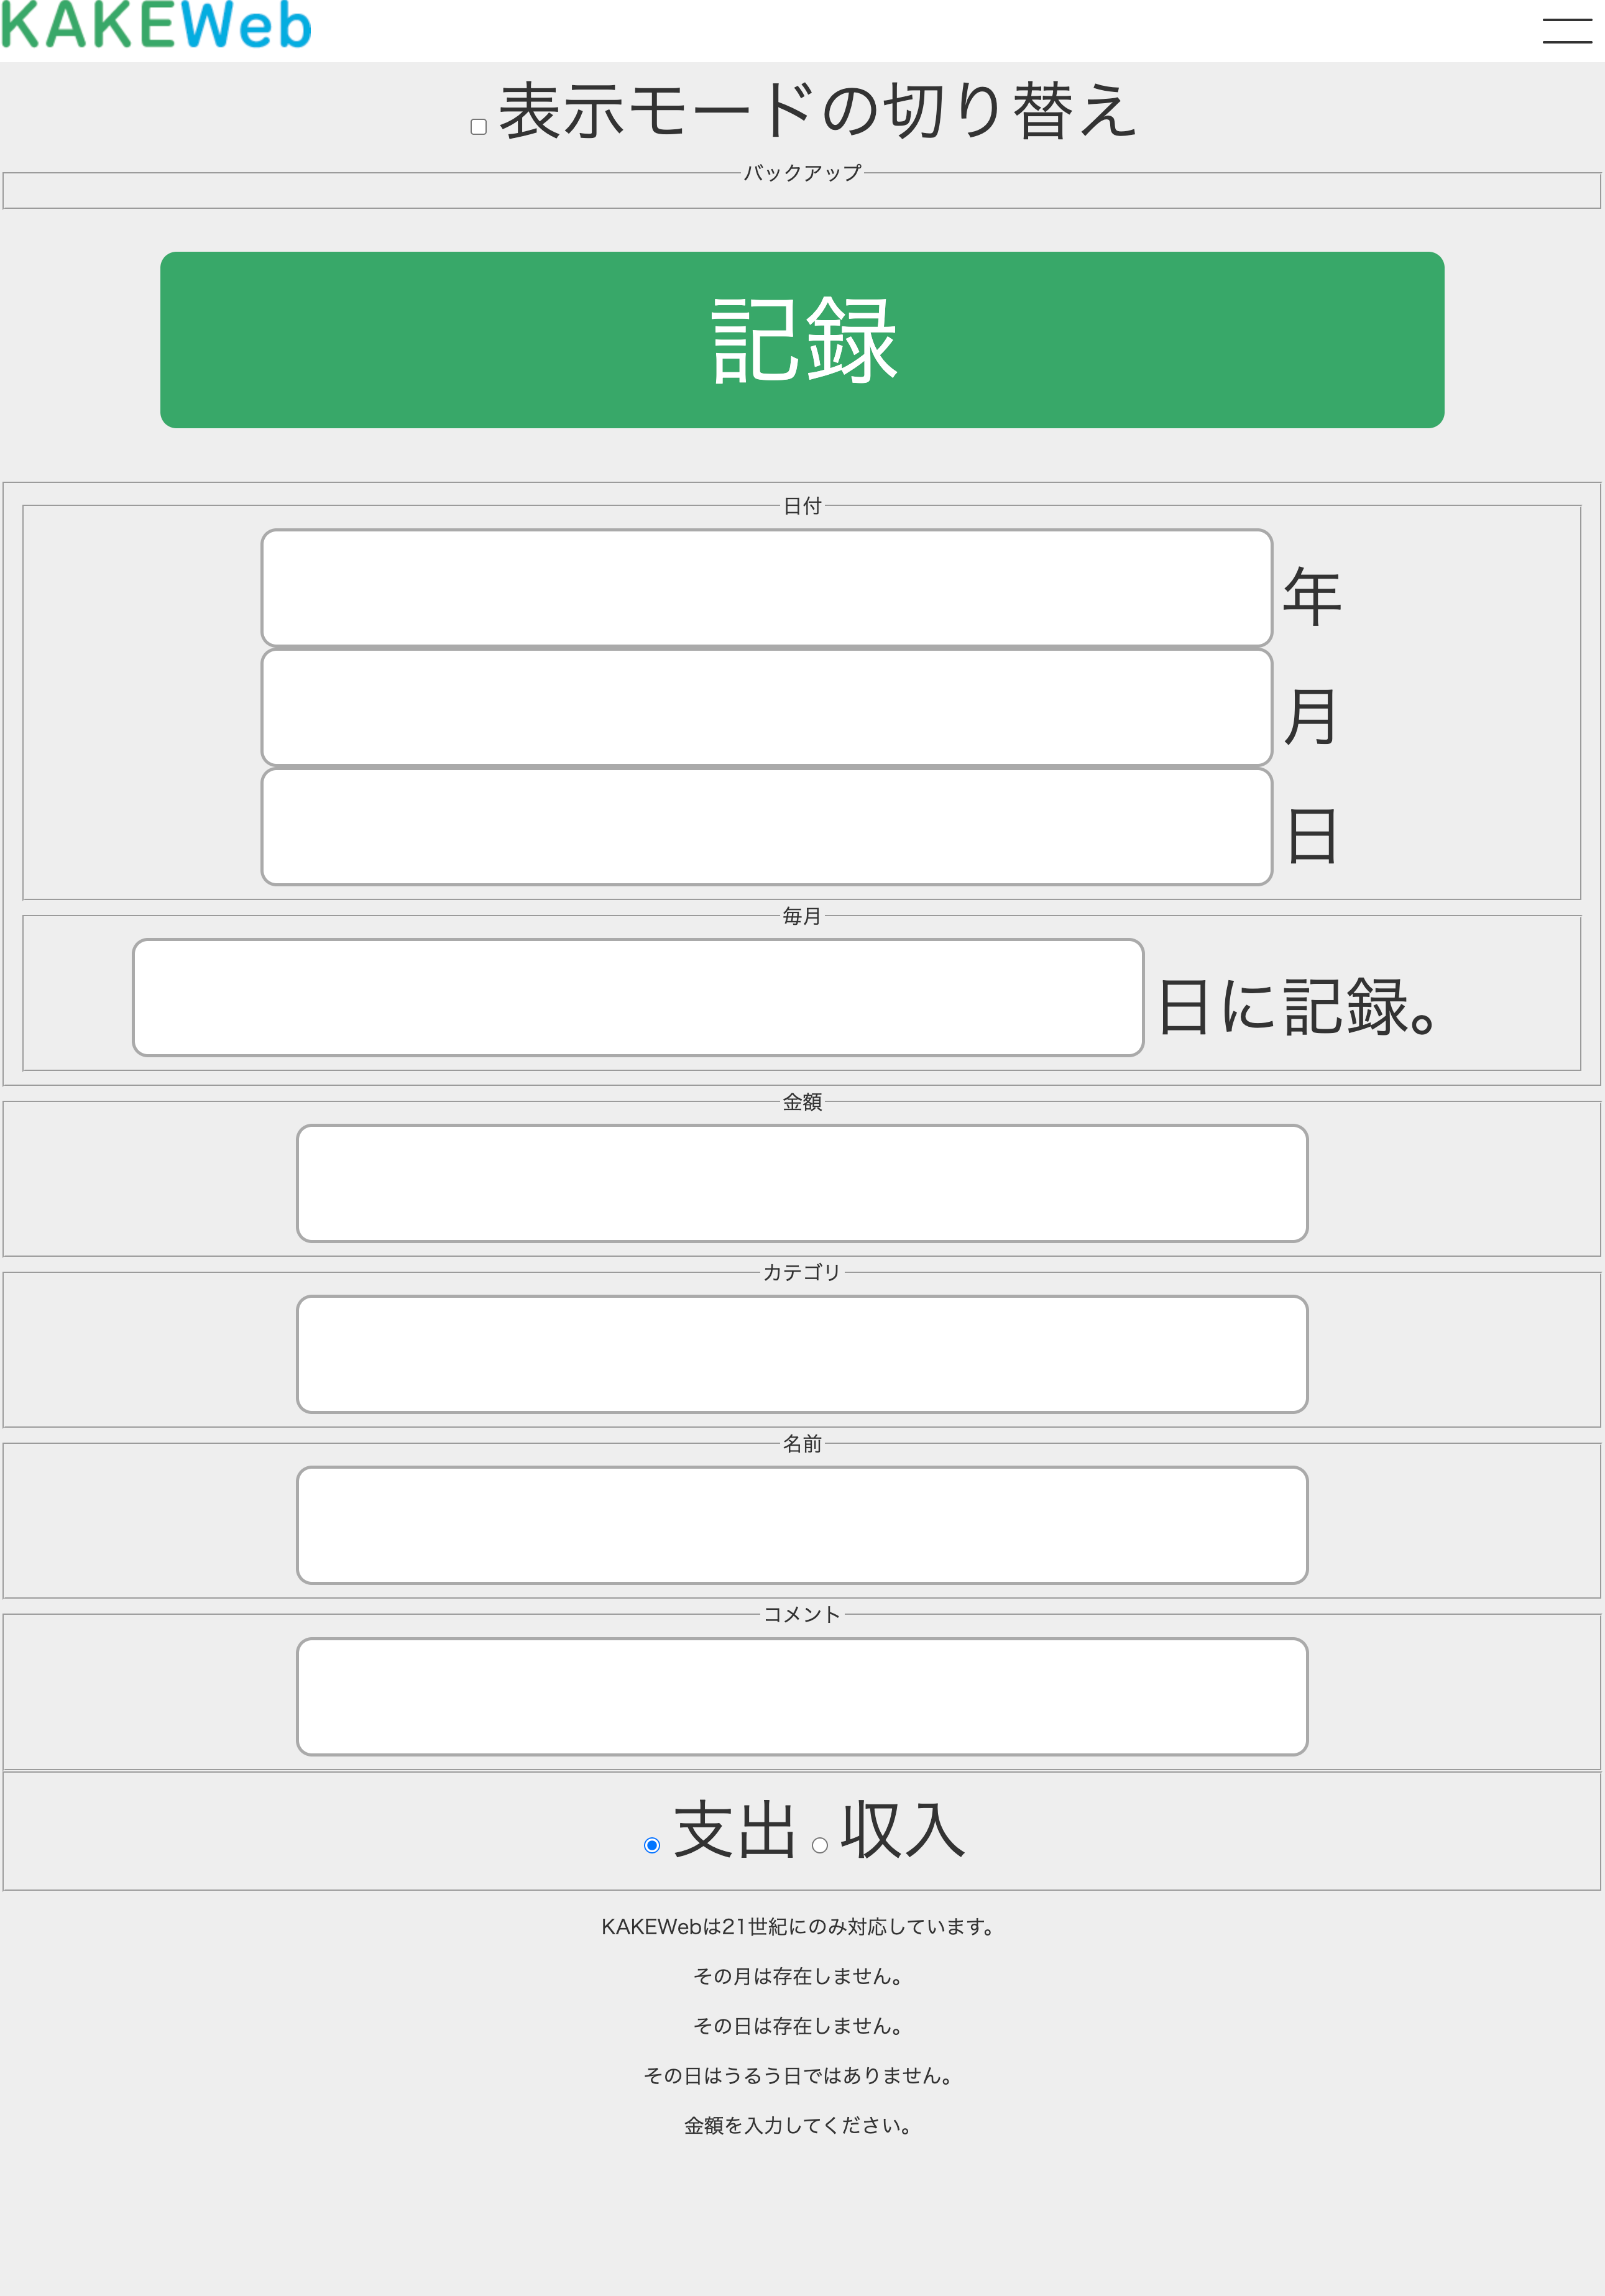 KAKEWeb
表示モードの切り替え
バックアップ
記録
日付
年
月
日
毎月
日に記録。
金額
カテゴリ
名前
コメント
支出 収入
KAKEWebは21世紀にのみ対応しています。
その月は存在しません。
その日は存在しません。
その日はうるう日ではありません。
金額を入力してください。